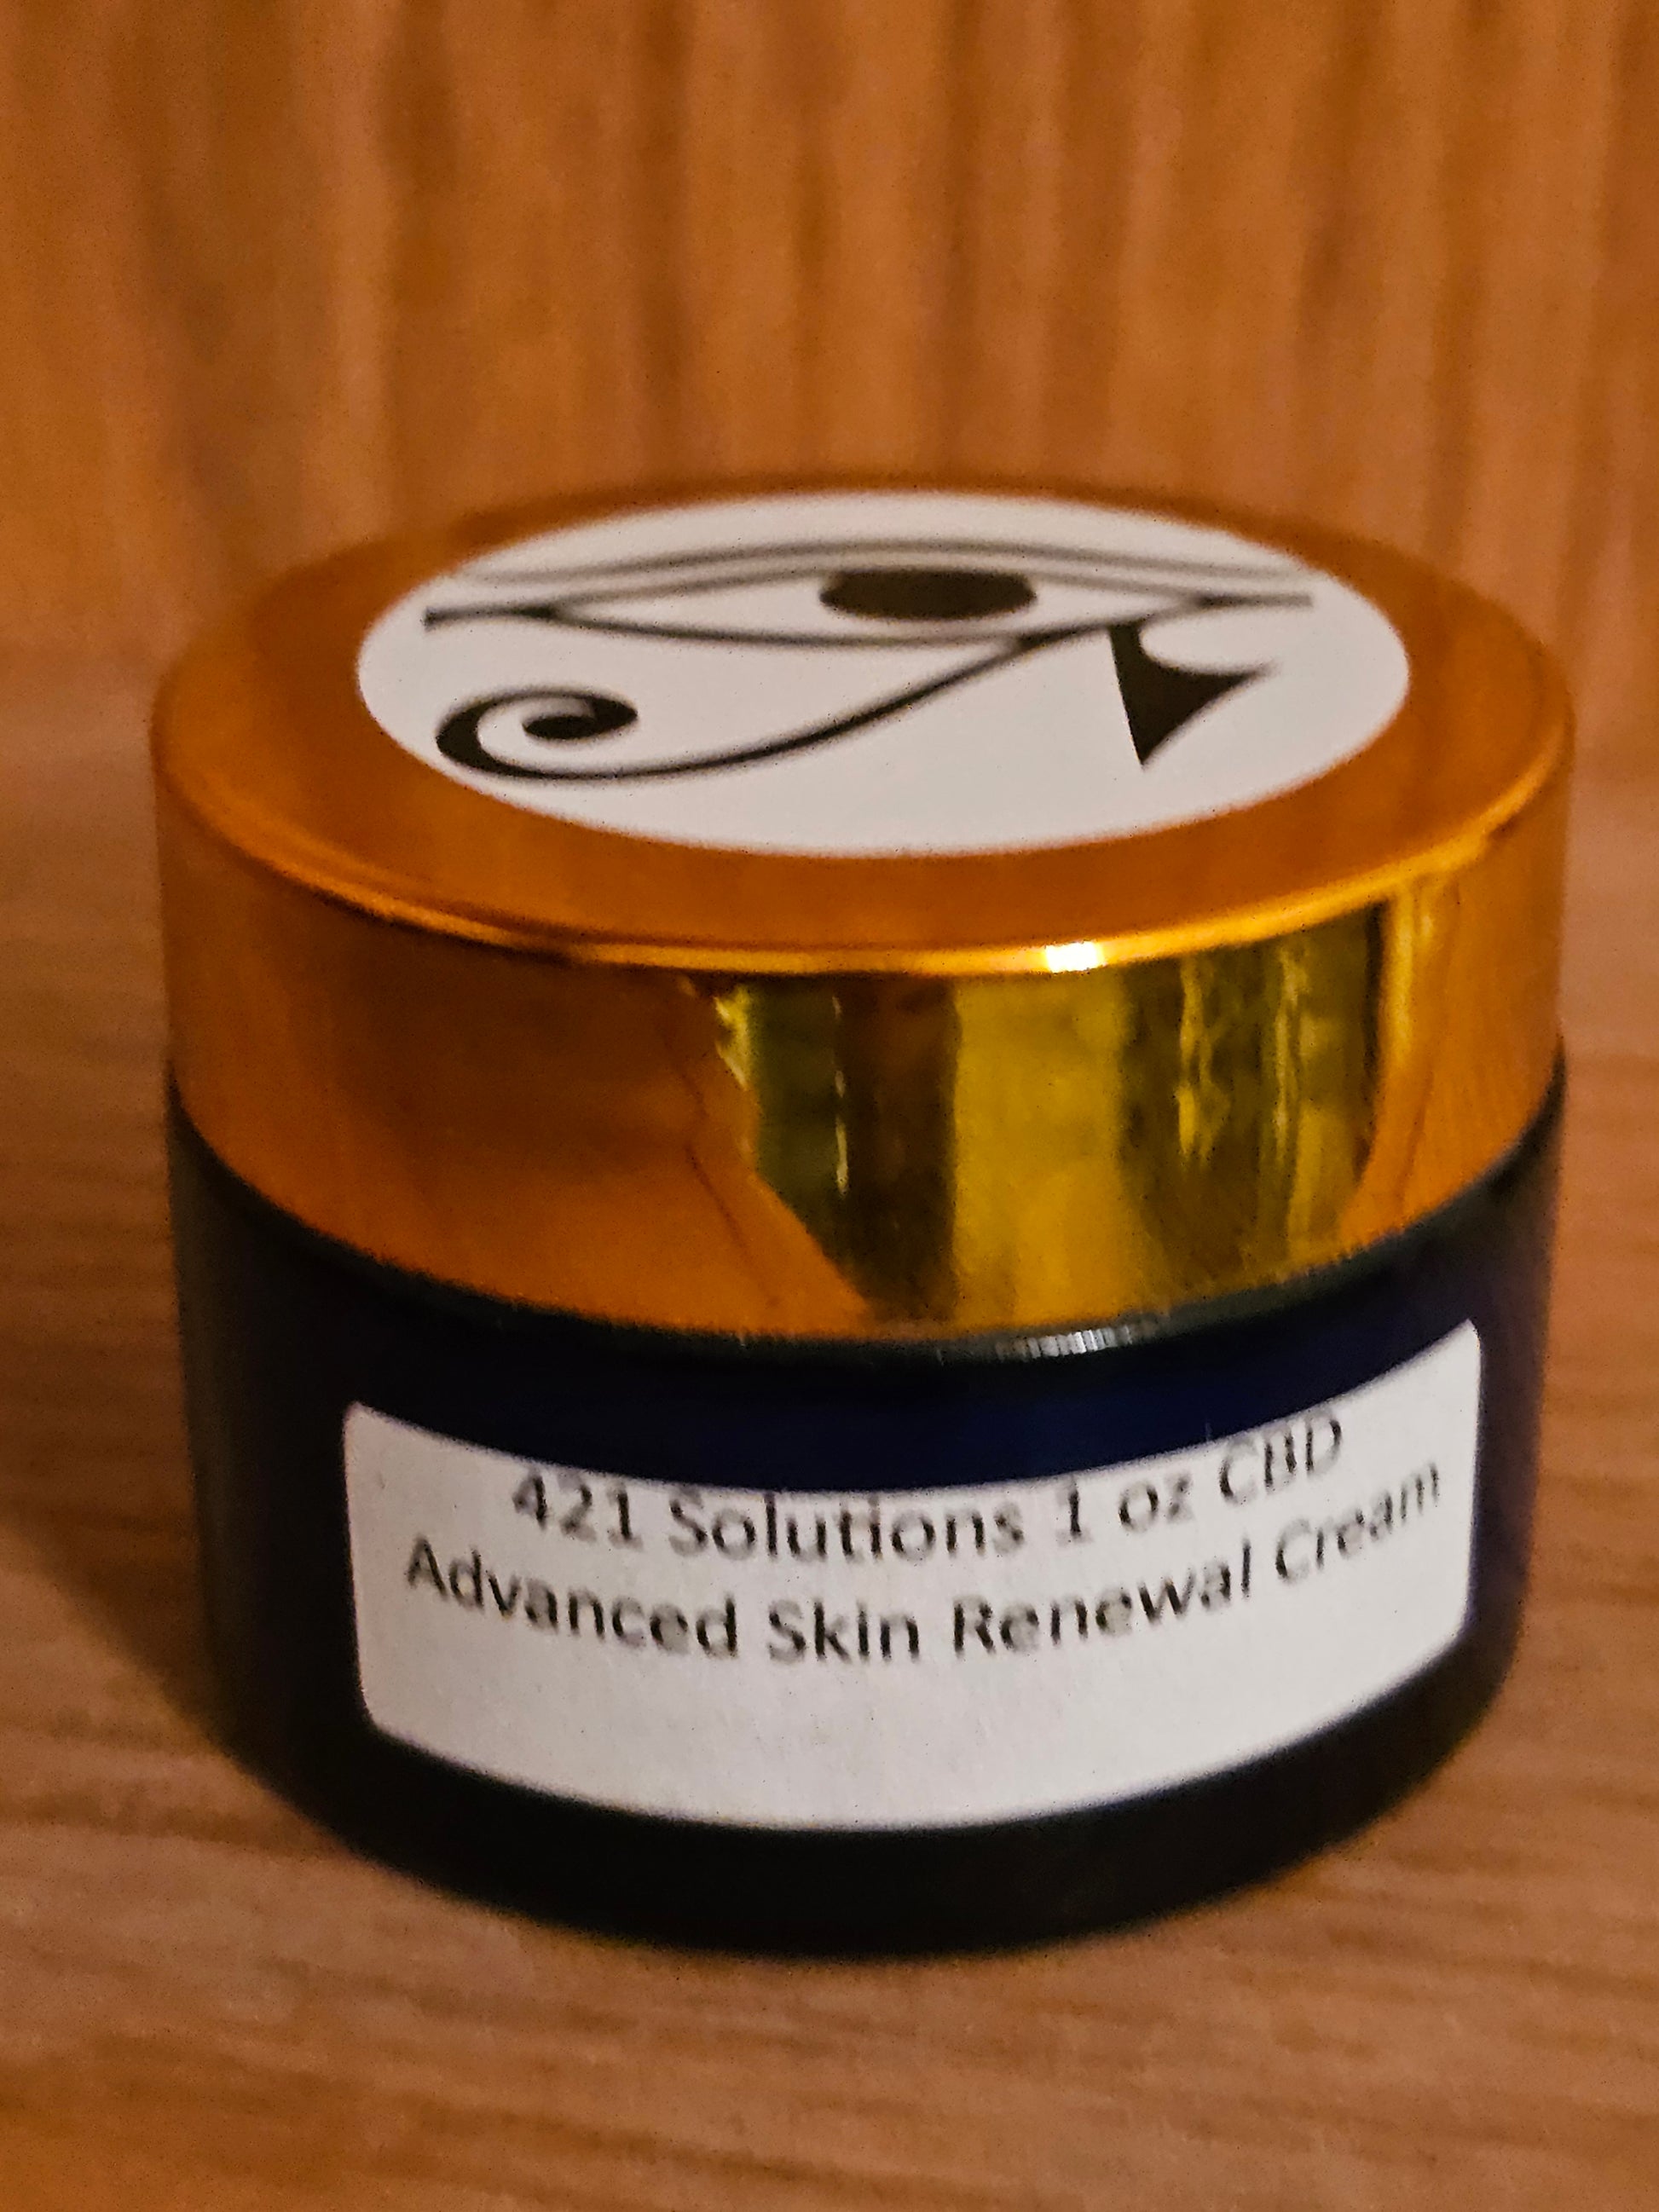 421 Solutions 1 oz CBD
Advanced Skin Renewal Cream